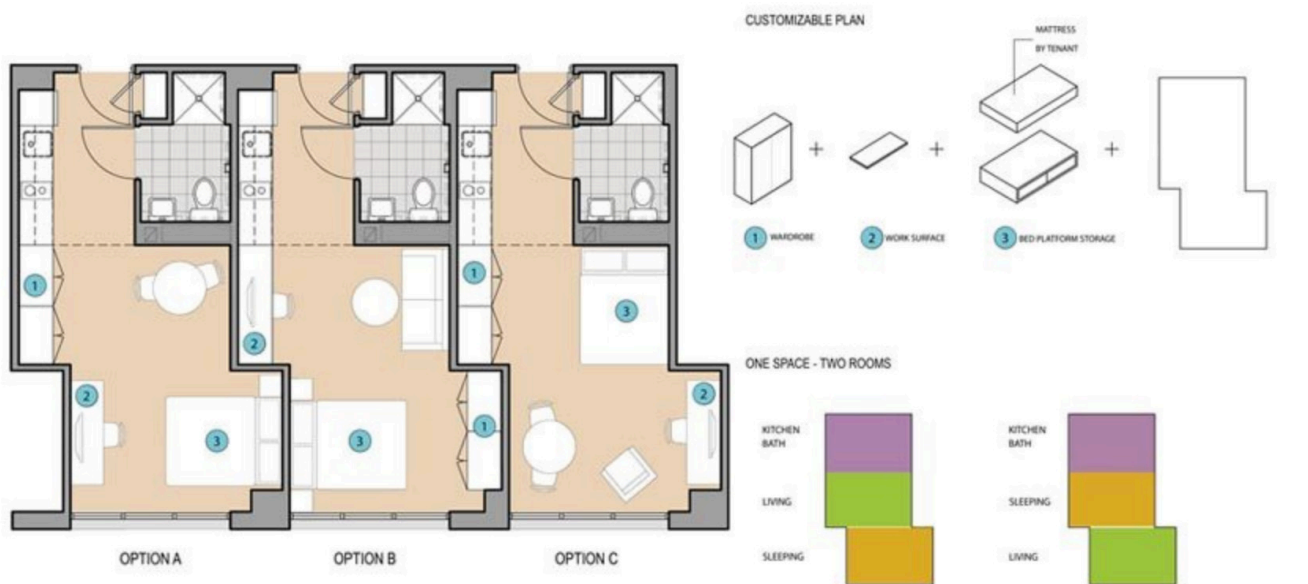 CUSTOMIZABLE PLAN
MATTRESS
BY TENANT
+
+
+
1 WARDROBE
2 WORK SURFACE
3 BED PLATFORM STORAGE
1
2
3
2
3
1
1
3
2
OPTION A
OPTION B
OPTION C
ONE SPACE - TWO ROOMS
KITCHEN
BATH
LIVING
SLEEPING
KITCHEN
BATH
SLEEPING
LIVING